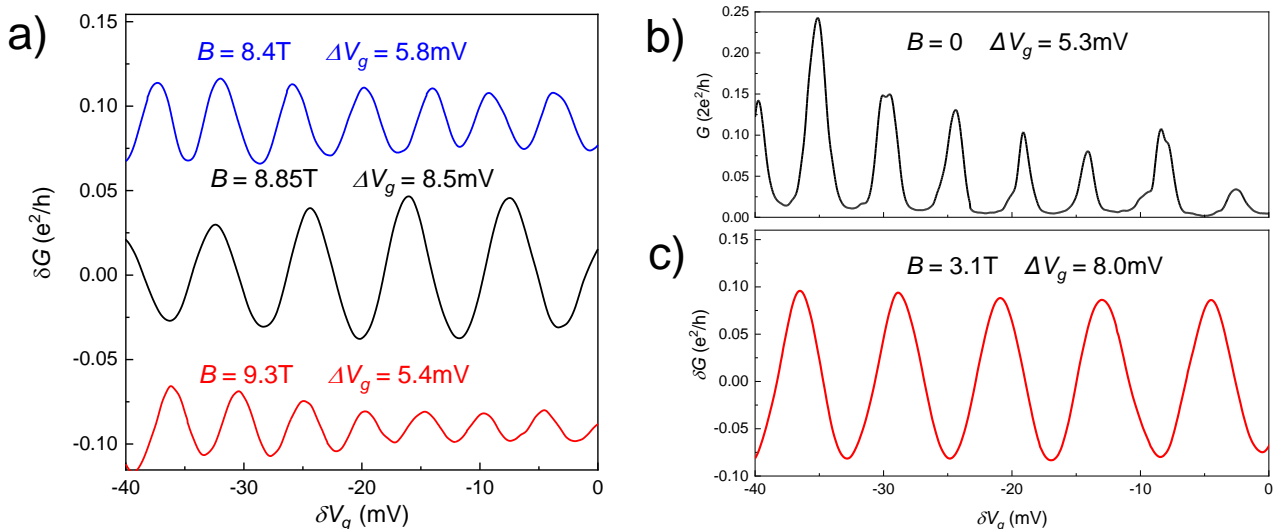 a)
0.15
0.10
0.05
0.00
-0.05
-0.10
δG (e²/h)
B = 8.4T ΔVg = 5.8mV
B = 8.85T ΔVg = 8.5mV
B = 9.3T ΔVg = 5.4mV
-40 -30 -20 -10 0
δVg (mV)
b)
0.25
0.20
0.15
0.10
0.05
0.00
G (2e²/h)
B = 0 ΔVg = 5.3mV
c)
0.15
0.10
0.05
0.00
-0.05
-0.10
δG (e²/h)
B = 3.1T ΔVg = 8.0mV
-40 -30 -20 -10 0
δVg (mV)